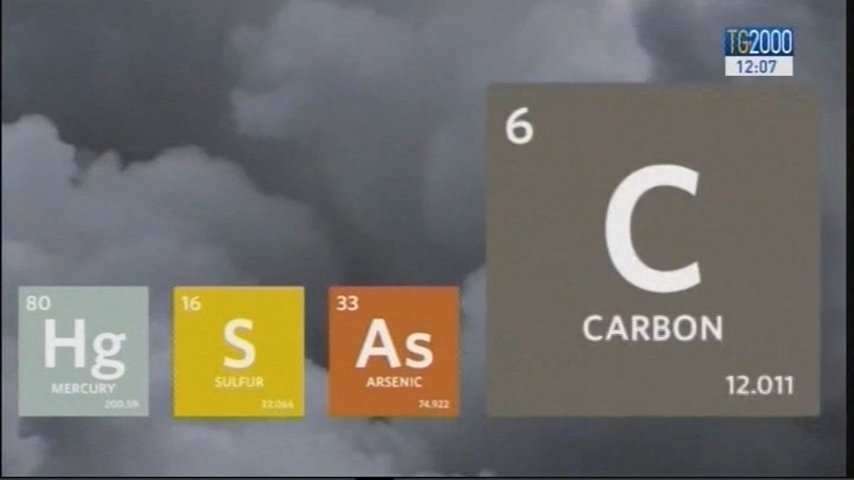 TG2000
12:07
6
C
CARBON
12.011
80
Hg
MERCURY
200.59
16
S
SULFUR
32.066
33
As
ARSENIC
74.922